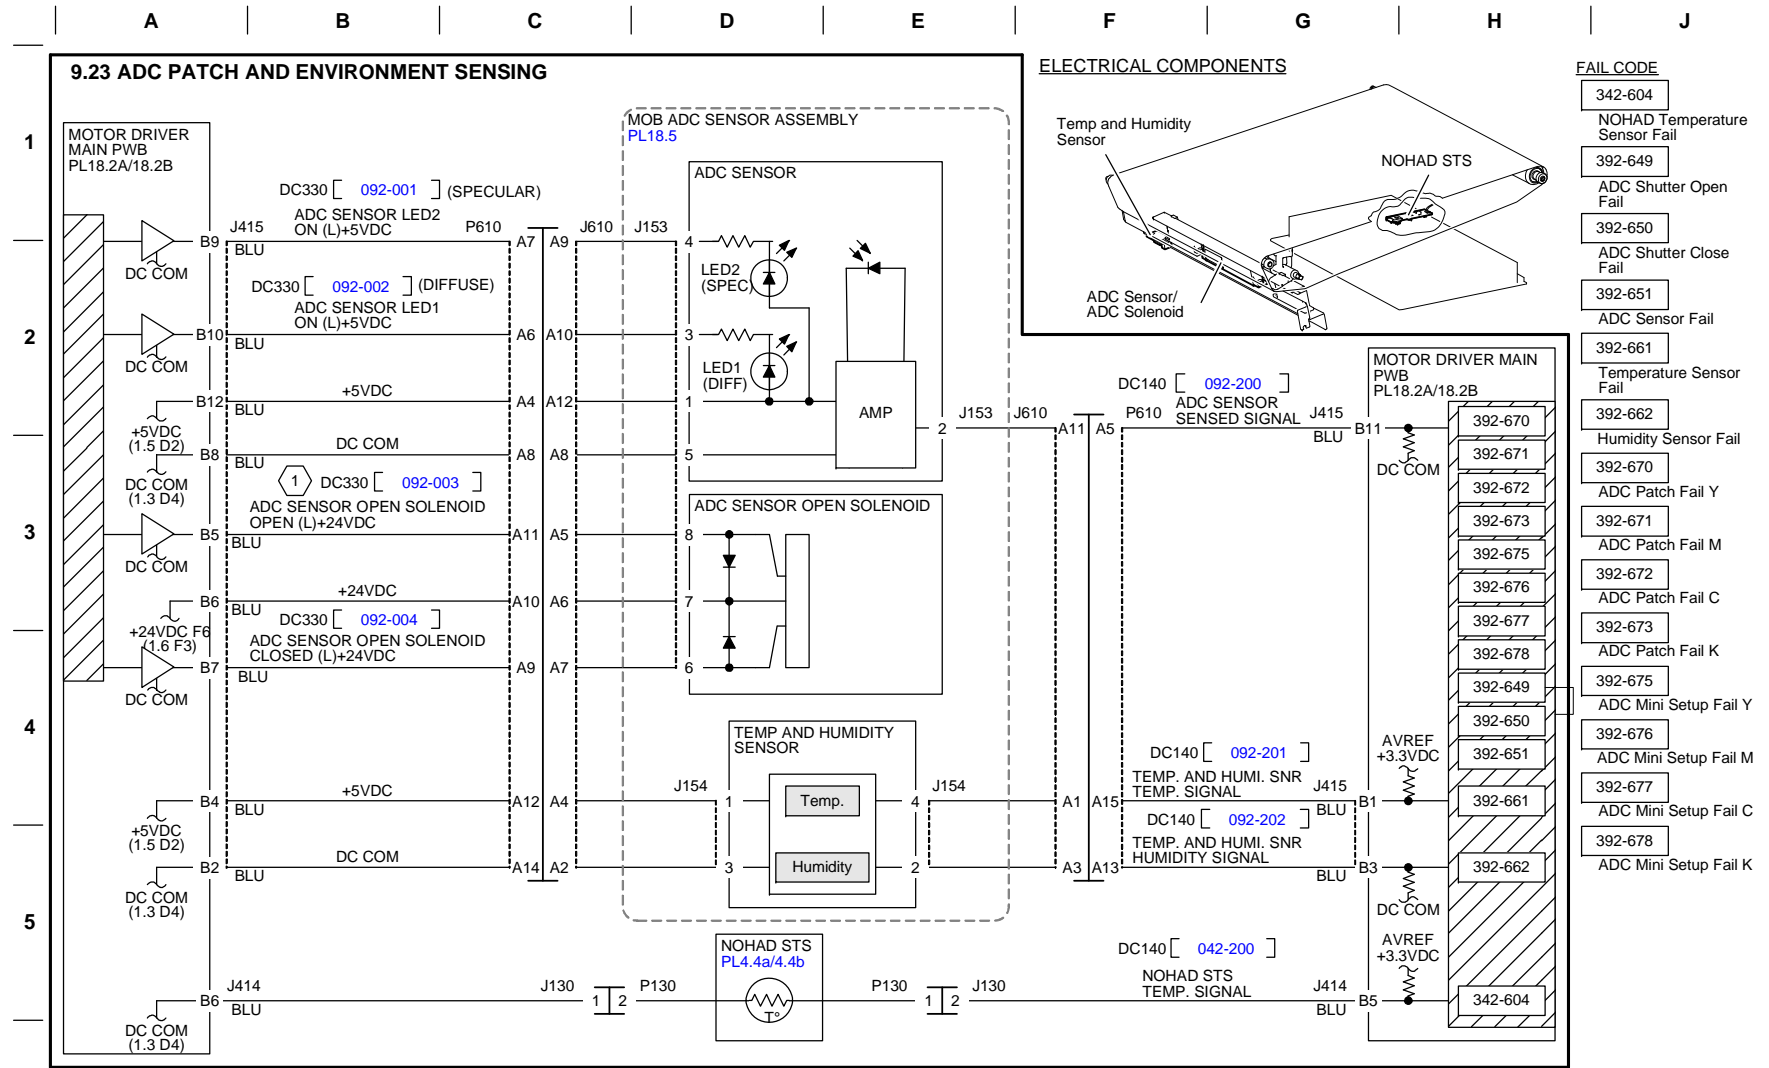 A B C D E F G H J
1
2
3
4
5
9.23 ADC PATCH AND ENVIRONMENT SENSING
ELECTRICAL COMPONENTS
Temp and Humidity
Sensor
NOHAD STS
ADC Sensor/
ADC Solenoid
MOTOR DRIVER
MAIN PWB
PL18.2A/18.2B
MOB ADC SENSOR ASSEMBLY
PL18.5
ADC SENSOR
DC330 [ 092-001 ] (SPECULAR)
ADC SENSOR LED2
ON (L)+5VDC
B9 J415 BLU P610 A7 A9 J610 J153 4
DC COM
LED2
(SPEC)
DC330 [ 092-002 ] (DIFFUSE)
ADC SENSOR LED1
ON (L)+5VDC
B10 BLU A6 A10 3
DC COM
LED1
(DIFF)
+5VDC
B12 BLU A4 A12 1
+5VDC
(1.5 D2)
AMP
DC COM
B8 BLU A8 A8 5
DC COM
(1.3 D4)
2 J153 J610 A11 A5 P610
DC140 [ 092-200 ]
ADC SENSOR
SENSED SIGNAL
J415
BLU B11
DC COM
1 DC330 [ 092-003 ]
ADC SENSOR OPEN SOLENOID
OPEN (L)+24VDC
B5 BLU A11 A5 8
DC COM
ADC SENSOR OPEN SOLENOID
+24VDC
B6 BLU A10 A6 7
+24VDC F6
(1.6 F3)
DC330 [ 092-004 ]
ADC SENSOR OPEN SOLENOID
CLOSED (L)+24VDC
B7 BLU A9 A7 6
DC COM
TEMP AND HUMIDITY
SENSOR
+5VDC
B4 BLU A12 A4 J154 1
Temp.
4 J154 A1 A15
+5VDC
(1.5 D2)
DC140 [ 092-201 ]
TEMP. AND HUMI. SNR
TEMP. SIGNAL
J415
BLU B1
AVREF
+3.3VDC
DC COM
B2 BLU A14 A2 3
Humidity
2 A3 A13
DC COM
(1.3 D4)
DC140 [ 092-202 ]
TEMP. AND HUMI. SNR
HUMIDITY SIGNAL
BLU B3
DC COM
NOHAD STS
PL4.4a/4.4b
B6 J414 BLU J130 1 2 P130
T°
P130 1 2 J130
DC COM
(1.3 D4)
DC140 [ 042-200 ]
NOHAD STS
TEMP. SIGNAL
J414
BLU B5
AVREF
+3.3VDC
MOTOR DRIVER MAIN
PWB
PL18.2A/18.2B
392-670
392-671
392-672
392-673
392-675
392-676
392-677
392-678
392-649
392-650
392-651
392-661
392-662
342-604
FAIL CODE
342-604
NOHAD Temperature
Sensor Fail
392-649
ADC Shutter Open
Fail
392-650
ADC Shutter Close
Fail
392-651
ADC Sensor Fail
392-661
Temperature Sensor
Fail
392-662
Humidity Sensor Fail
392-670
ADC Patch Fail Y
392-671
ADC Patch Fail M
392-672
ADC Patch Fail C
392-673
ADC Patch Fail K
392-675
ADC Mini Setup Fail Y
392-676
ADC Mini Setup Fail M
392-677
ADC Mini Setup Fail C
392-678
ADC Mini Setup Fail K